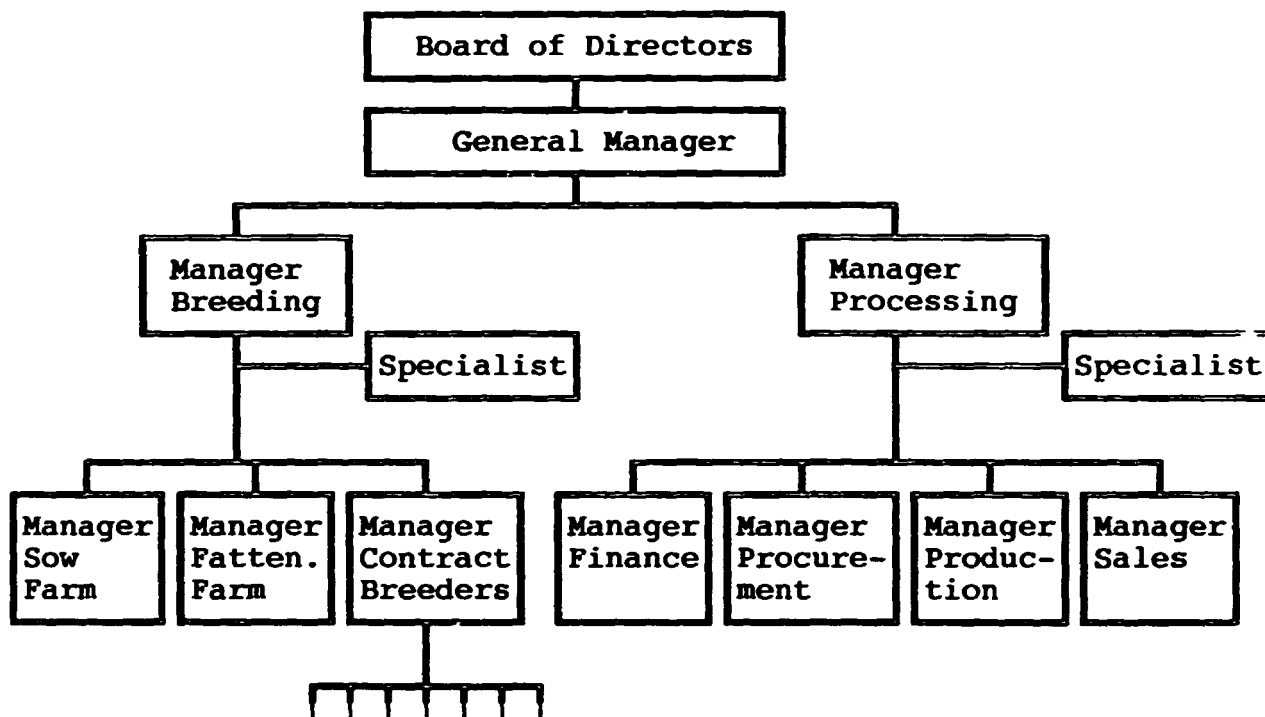 Board of Directors
General Manager
Manager
Breeding
Manager
Processing
Specialist
Specialist
Manager
Sow
Farm
Manager
Fatten.
Farm
Manager
Contract
Breeders
Manager
Finance
Manager
Procure-
ment
Manager
Produc-
tion
Manager
Sales